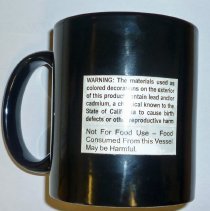 WARNING: The materials used as
colored decorations on the exterior
of this product contain lead and/or
cadmium, a chemical known to the
State of California to cause birth
defects or other reproductive harm
Not For Food Use – Food
Consumed From this Vessel
May be Harmful.